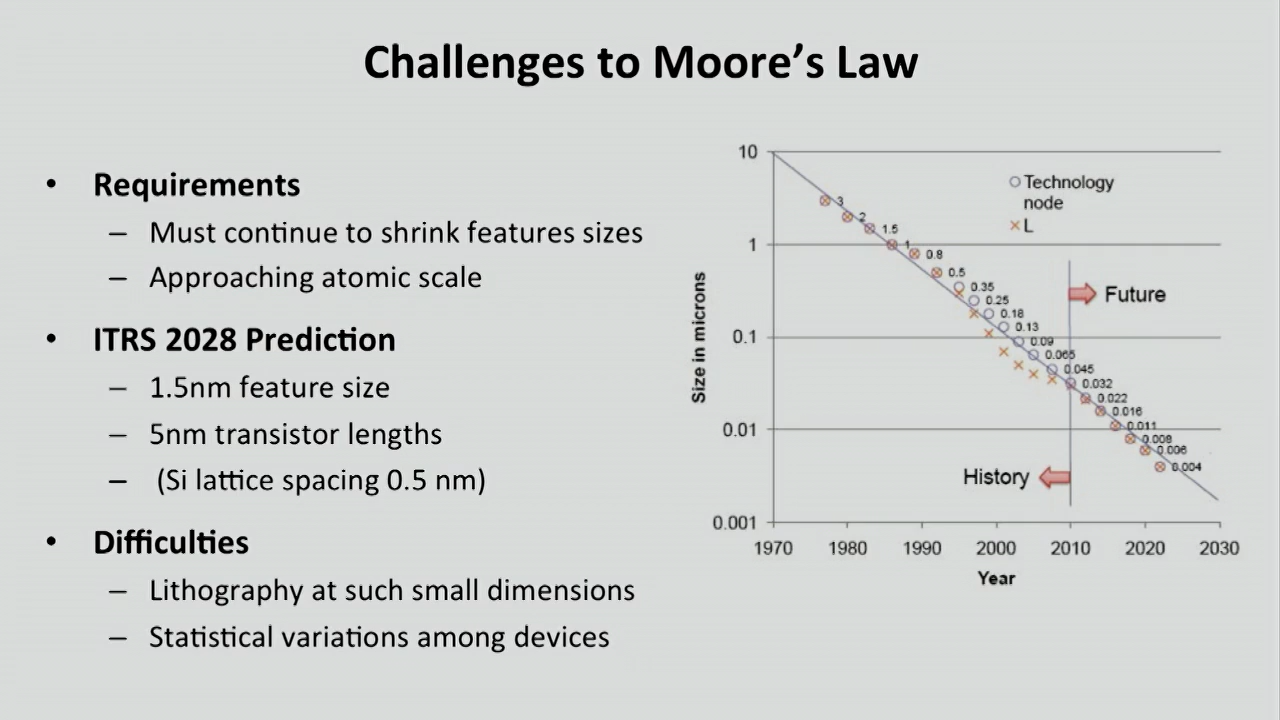 Challenges to Moore's Law
• Requirements
– Must continue to shrink features sizes
– Approaching atomic scale
• ITRS 2028 Prediction
– 1.5nm feature size
– 5nm transistor lengths
– (Si lattice spacing 0.5 nm)
• Difficulties
– Lithography at such small dimensions
– Statistical variations among devices
10
1
0.1
0.01
0.001
Size in microns
Technology
node
L
3
2
1.5
1
0.8
0.5
0.35
0.25
0.18
0.13
0.09
0.065
0.045
0.032
0.022
0.016
0.011
0.008
0.006
0.004
Future
History
1970 1980 1990 2000 2010 2020 2030
Year